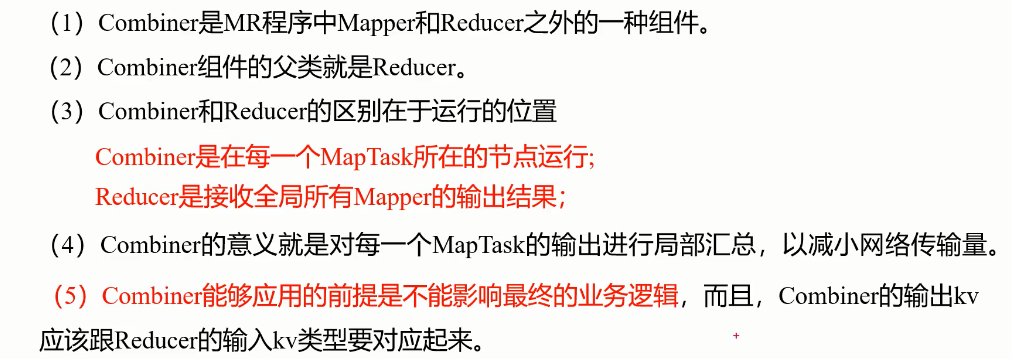 （1）Combiner是MR程序中Mapper和Reducer之外的一种组件。
（2）Combiner组件的父类就是Reducer。
（3）Combiner和Reducer的区别在于运行的位置
Combiner是在每一个MapTask所在的节点运行;
Reducer是接收全局所有Mapper的输出结果；
（4）Combiner的意义就是对每一个MapTask的输出进行局部汇总，以减小网络传输量。
（5）Combiner能够应用的前提是不能影响最终的业务逻辑，而且，Combiner的输出kv
应该跟Reducer的输入kv类型要对应起来。